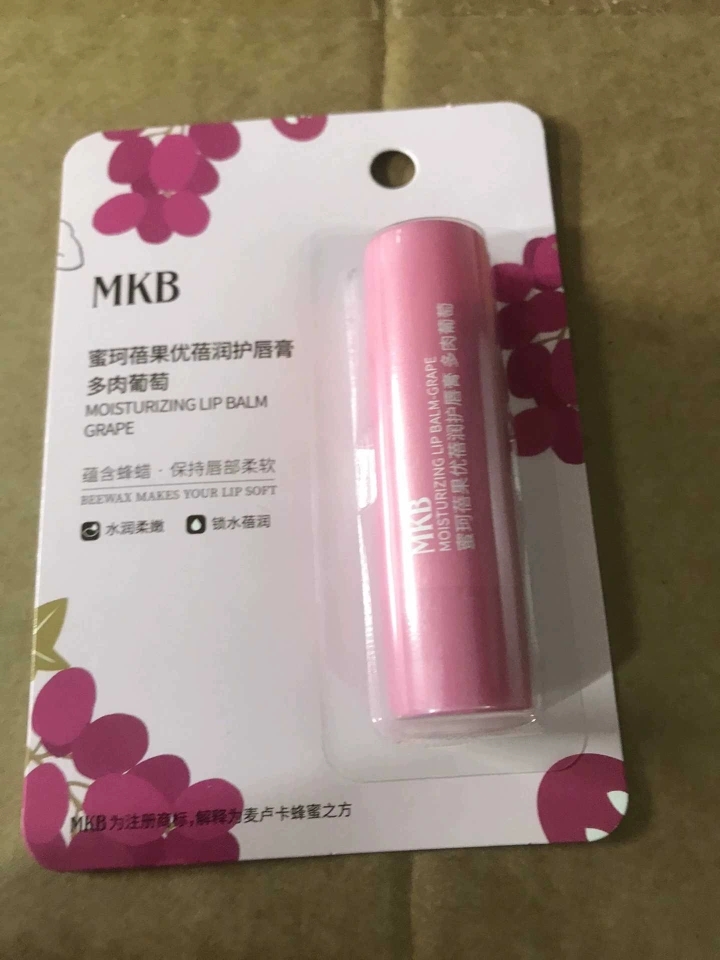 MKB
蜜珂蓓果优蓓润护唇膏
多肉葡萄
MOISTURIZING LIP BALM
GRAPE
蕴含蜂蜡·保持唇部柔软
BEEWAX MAKES YOUR LIP SOFT
水润柔嫩 锁水蓓润
MKB
MOISTURIZING LIP BALM-GRAPE
蜜珂蓓果优蓓润护唇膏 多肉葡萄
MKB为注册商标,解释为麦卢卡蜂蜜之方